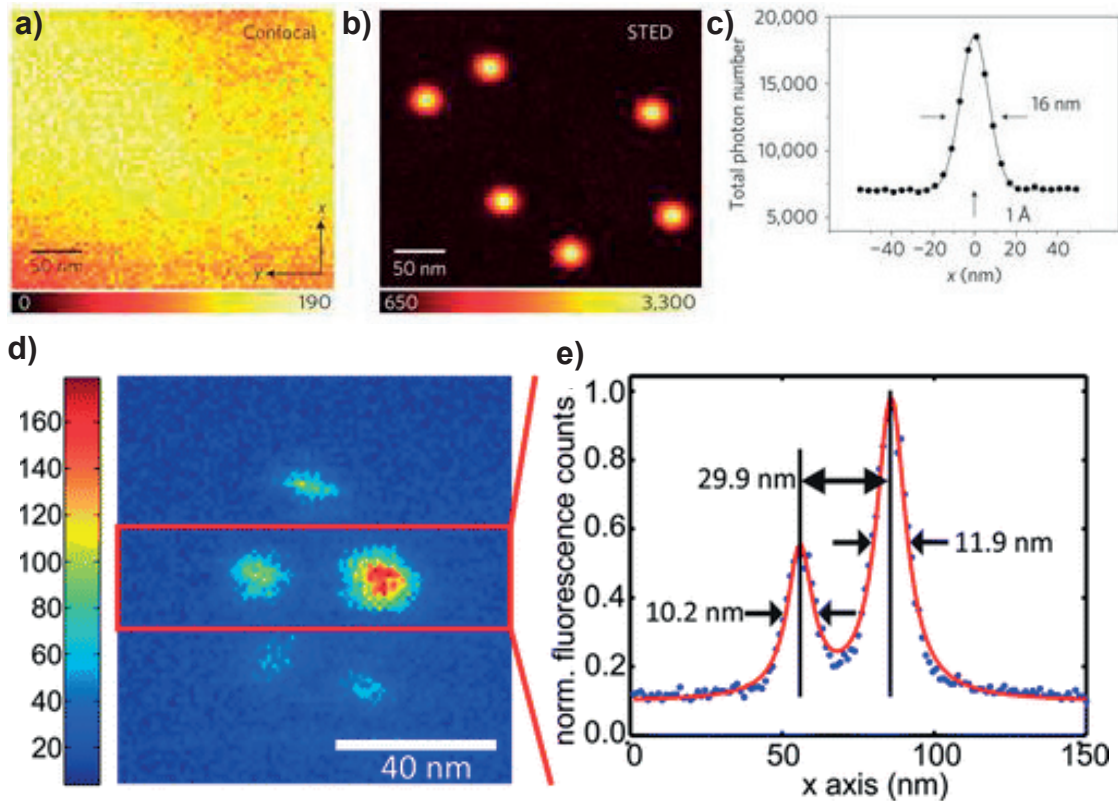 a)
Confocal
50 nm
x
y
0
190
b)
STED
50 nm
650
3,300
c)
Total photon number
20,000
15,000
10,000
5,000
16 nm
1 Å
−40 −20 0 20 40
x (nm)
d)
160
140
120
100
80
60
40
20
40 nm
e)
norm. fluorescence counts
1.0
0.8
0.6
0.4
0.2
0.0
29.9 nm
11.9 nm
10.2 nm
0 50 100 150
x axis (nm)